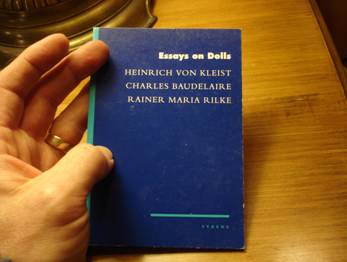 Essays on Dolls
HEINRICH VON KLEIST
CHARLES BAUDELAIRE
RAINER MARIA RILKE
SYRENS